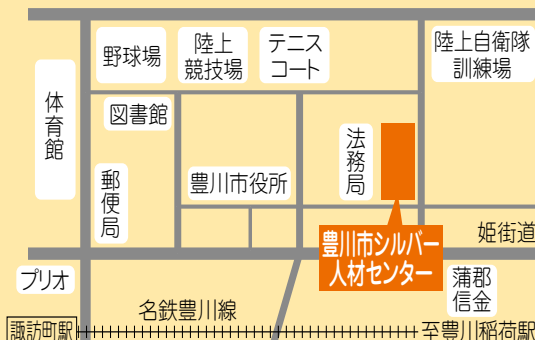 野球場
陸上
競技場
テニス
コート
陸上自衛隊
訓練場
体育館
図書館
郵便局
豊川市役所
法務局
豊川市シルバー
人材センター
姫街道
プリオ
蒲郡
信金
名鉄豊川線
諏訪町駅
至豊川稲荷駅